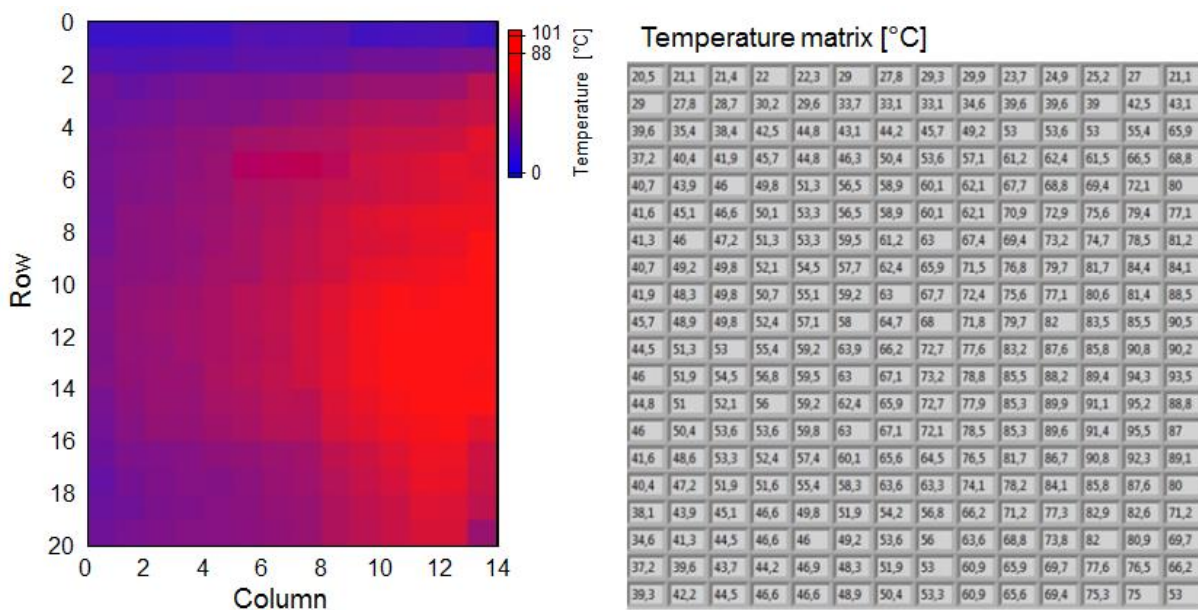 0
2
4
6
8
10
12
14
16
18
20
Row
0 2 4 6 8 10 12 14
Column
101
88
0
Temperature [°C]
Temperature matrix [°C]
20,5 21,1 21,4 22 22,3 29 27,8 29,3 29,9 23,7 24,9 25,2 27 21,1
29 27,8 28,7 30,2 29,6 33,7 33,1 33,1 34,6 39,6 39,6 39 42,5 43,1
39,6 35,4 38,4 42,5 44,8 43,1 44,2 45,7 49,2 53 53,6 53 55,4 65,9
37,2 40,4 41,9 45,7 44,8 46,3 50,4 53,6 57,1 61,2 62,4 61,5 66,5 68,8
40,7 43,9 46 49,8 51,3 56,5 58,9 60,1 62,1 67,7 68,8 69,4 72,1 80
41,6 45,1 46,6 50,1 53,3 56,5 58,9 60,1 62,1 70,9 72,9 75,6 79,4 77,1
41,3 46 47,2 51,3 53,3 59,5 61,2 63 67,4 69,4 73,2 74,7 78,5 81,2
40,7 49,2 49,8 52,1 54,5 57,7 62,4 65,9 71,5 76,8 79,7 81,7 84,4 84,1
41,9 48,3 49,8 50,7 55,1 59,2 63 67,7 72,4 75,6 77,1 80,6 81,4 88,5
45,7 48,9 49,8 52,4 57,1 58 64,7 68 71,8 79,7 82 83,5 85,5 90,5
44,5 51,3 53 55,4 59,2 63,9 66,2 72,7 77,6 83,2 87,6 85,8 90,8 90,2
46 51,9 54,5 56,8 59,5 63 67,1 73,2 78,8 85,5 88,2 89,4 94,3 93,5
44,8 51 52,1 56 59,2 62,4 65,9 72,7 77,9 85,3 89,9 91,1 95,2 88,8
46 50,4 53,6 53,6 59,8 63 67,1 72,1 78,5 85,3 89,6 91,4 95,5 87
41,6 48,6 53,3 52,4 57,4 60,1 65,6 64,5 76,5 81,7 86,7 90,8 92,3 89,1
40,4 47,2 51,9 51,6 55,4 58,3 63,6 63,3 74,1 78,2 84,1 85,8 87,6 80
38,1 43,9 45,1 46,6 49,8 51,9 54,2 56,8 66,2 71,2 77,3 82,9 82,6 71,2
34,6 41,3 44,5 46,6 46 49,2 53,6 56 63,6 68,8 73,8 82 80,9 69,7
37,2 39,6 43,7 44,2 46,9 48,3 51,9 53 60,9 65,9 69,7 77,6 76,5 66,2
39,3 42,2 44,5 46,6 46,6 48,9 50,4 53,3 60,9 65,6 69,4 75,3 75 53